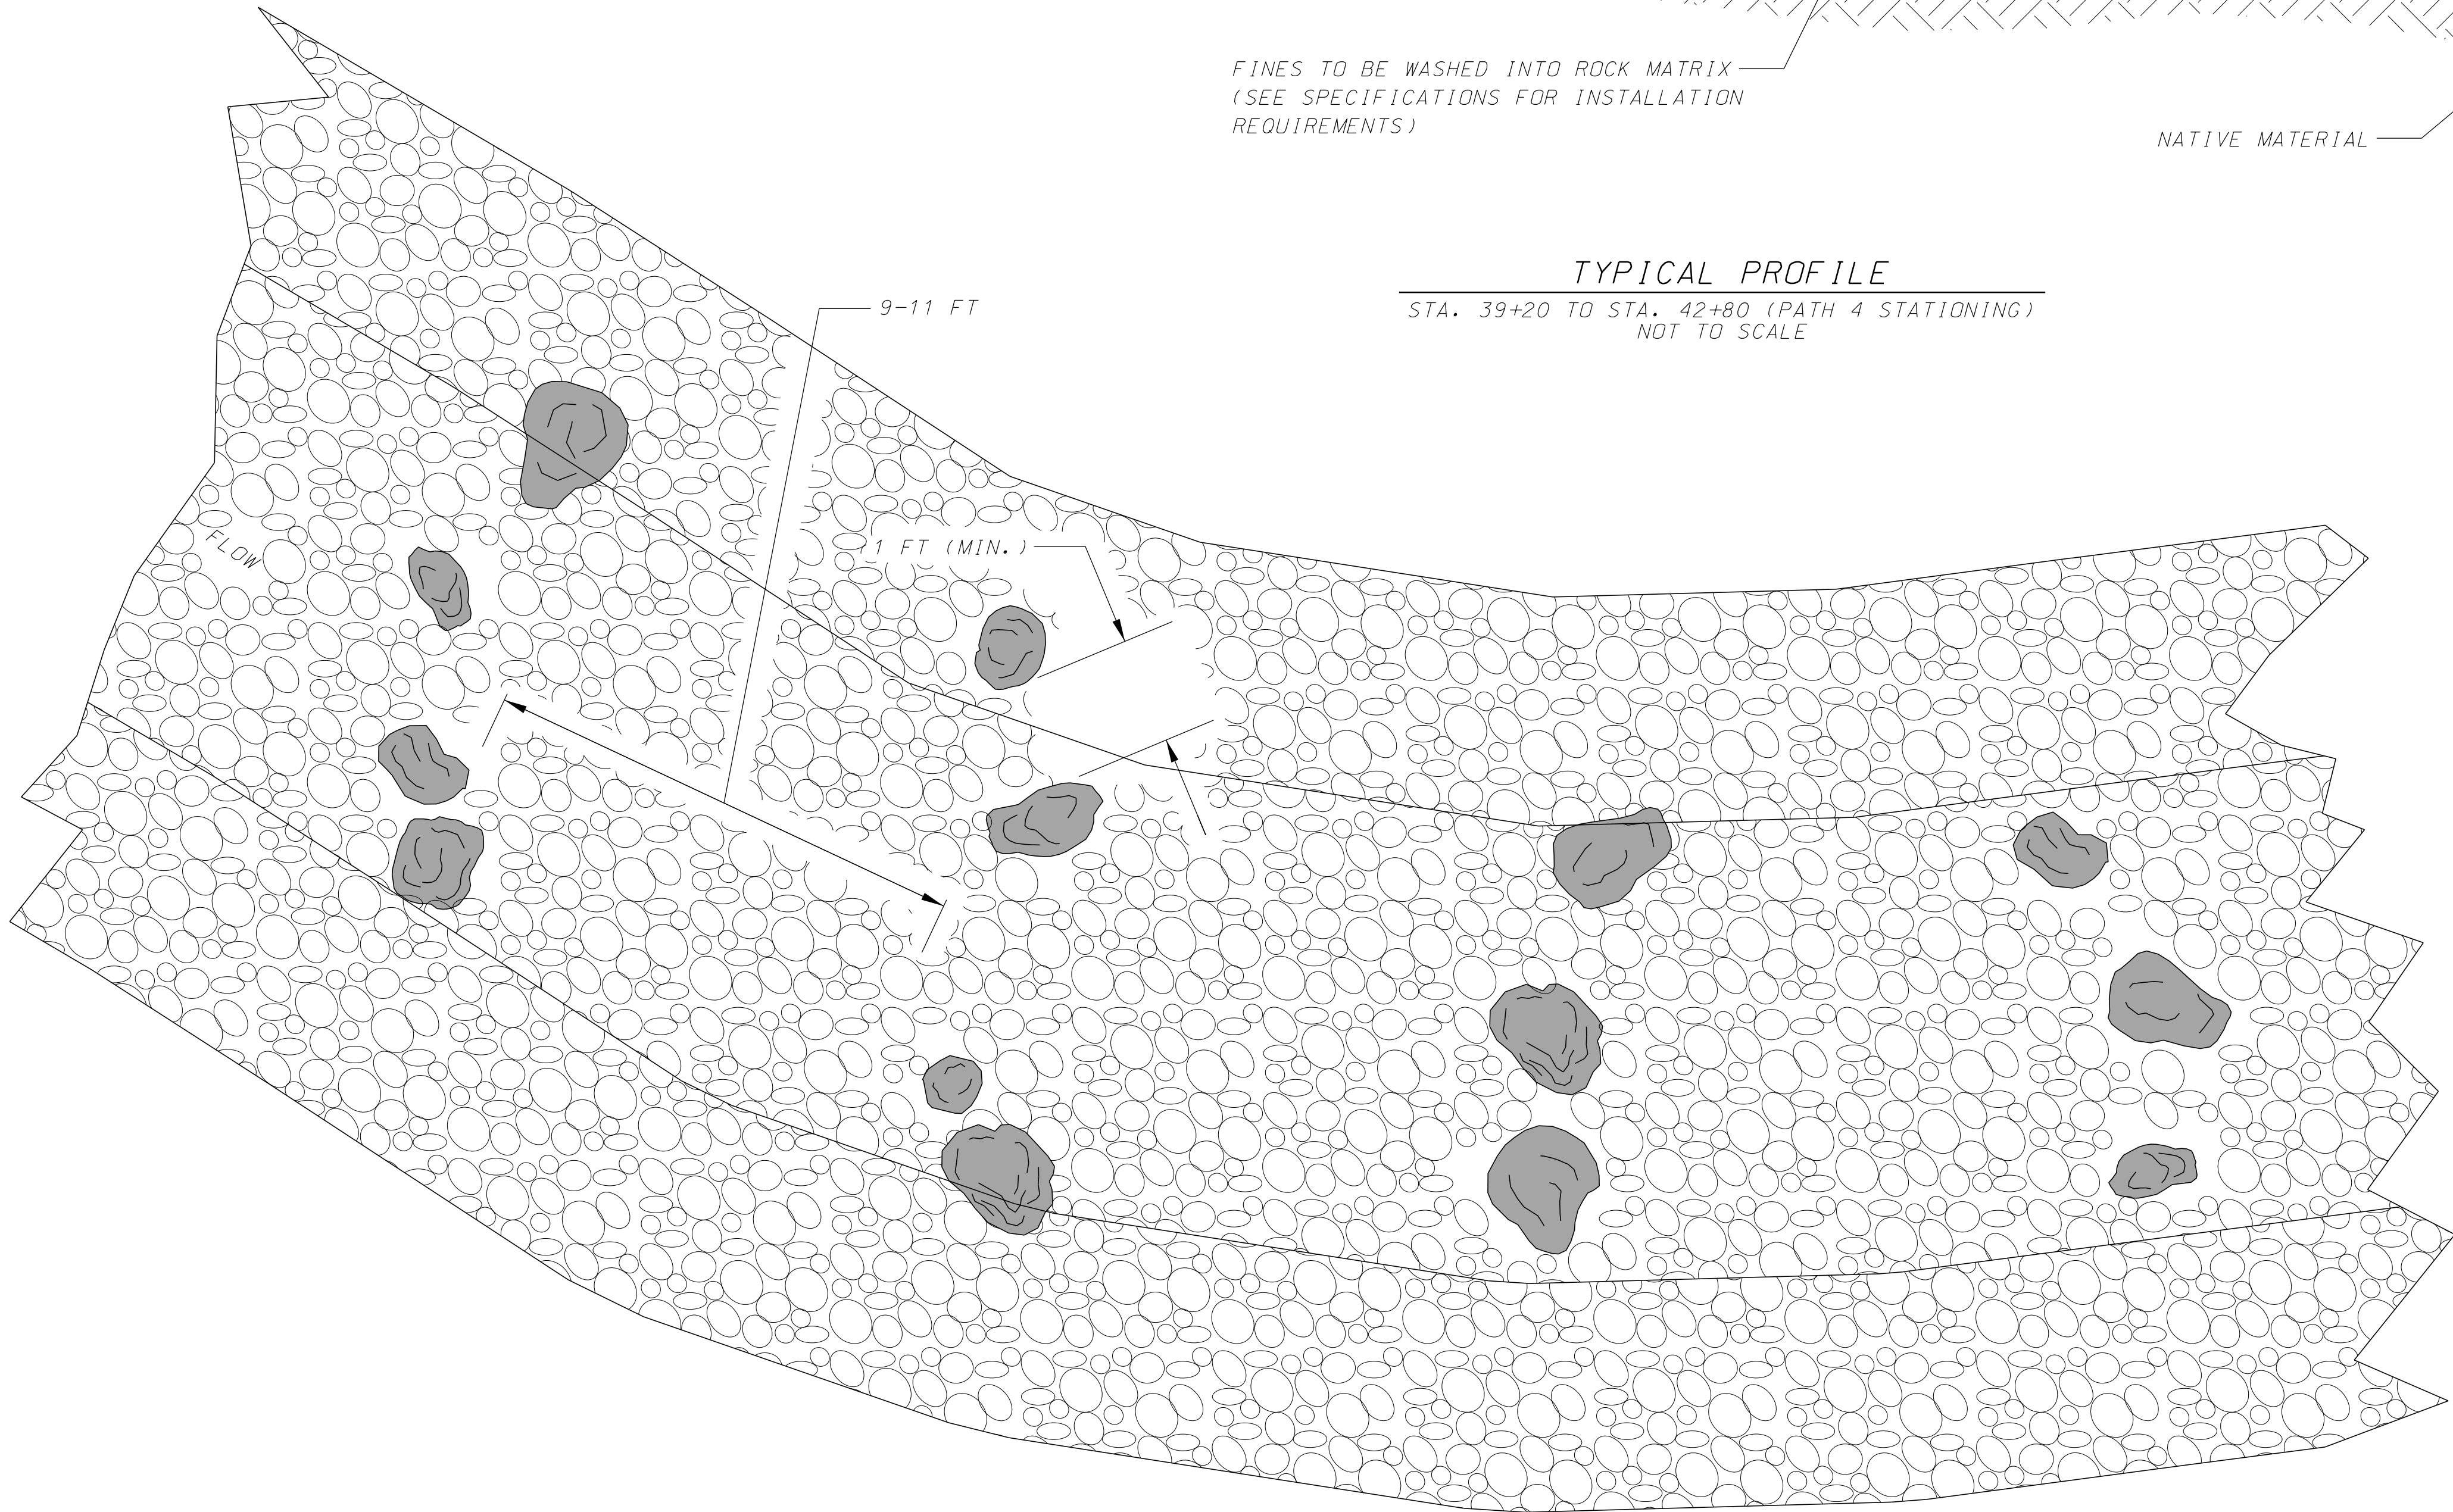 FINES TO BE WASHED INTO ROCK MATRIX
(SEE SPECIFICATIONS FOR INSTALLATION
REQUIREMENTS)
NATIVE MATERIAL
TYPICAL PROFILE
STA. 39+20 TO STA. 42+80 (PATH 4 STATIONING)
NOT TO SCALE
9-11 FT
1 FT (MIN.)
FLOW